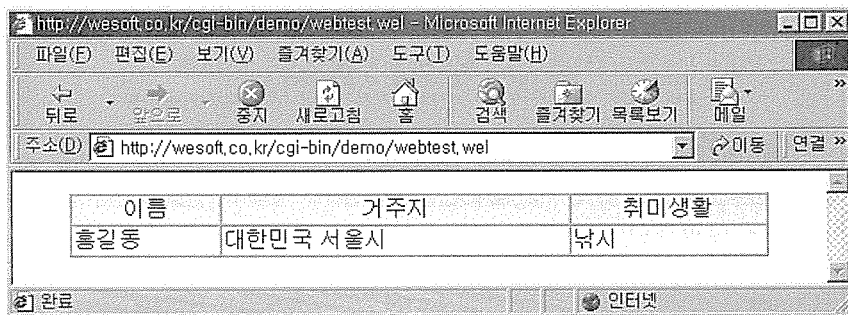 http://wesoft.co.kr/cgi-bin/demo/webtest.wel - Microsoft Internet Explorer
파일(F) 편집(E) 보기(V) 즐겨찾기(A) 도구(T) 도움말(H)
뒤로 앞으로 중지 새로고침 홈 검색 즐겨찾기 목록보기 메일 »
주소(D) http://wesoft.co.kr/cgi-bin/demo/webtest.wel 이동 연결 »
이름 거주지 취미생활
홍길동 대한민국 서울시 낚시
완료 인터넷